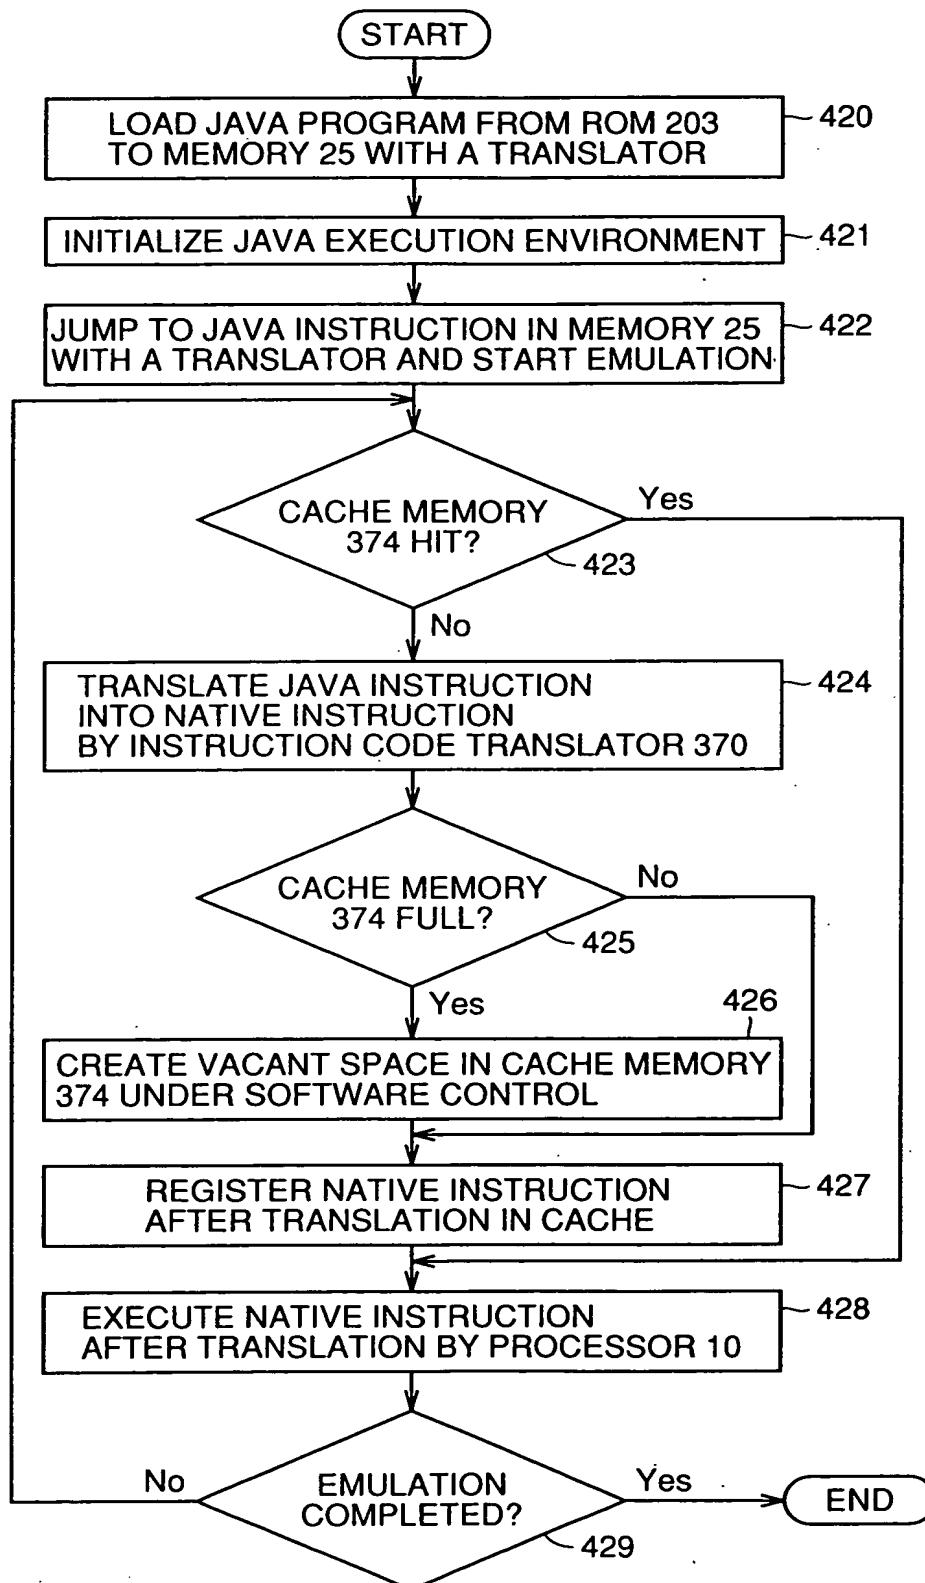 START
LOAD JAVA PROGRAM FROM ROM 203
TO MEMORY 25 WITH A TRANSLATOR
420
INITIALIZE JAVA EXECUTION ENVIRONMENT
421
JUMP TO JAVA INSTRUCTION IN MEMORY 25
WITH A TRANSLATOR AND START EMULATION
422
CACHE MEMORY
374 HIT?
Yes
423
No
TRANSLATE JAVA INSTRUCTION
INTO NATIVE INSTRUCTION
BY INSTRUCTION CODE TRANSLATOR 370
424
CACHE MEMORY
374 FULL?
No
425
Yes
426
CREATE VACANT SPACE IN CACHE MEMORY
374 UNDER SOFTWARE CONTROL
REGISTER NATIVE INSTRUCTION
AFTER TRANSLATION IN CACHE
427
EXECUTE NATIVE INSTRUCTION
AFTER TRANSLATION BY PROCESSOR 10
428
No
EMULATION
COMPLETED?
Yes
END
429